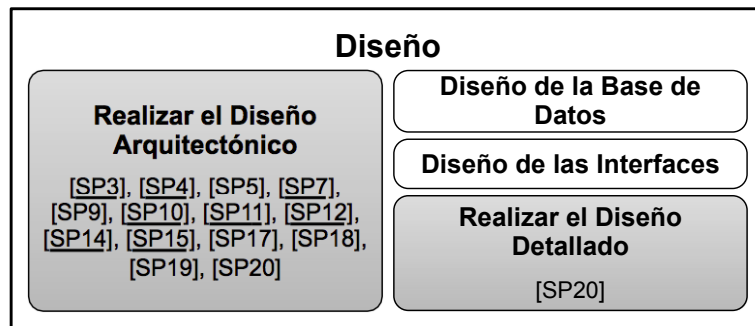 Diseño
Realizar el Diseño
Arquitectónico
[SP3], [SP4], [SP5], [SP7],
[SP9], [SP10], [SP11], [SP12],
[SP14], [SP15], [SP17], [SP18],
[SP19], [SP20]
Diseño de la Base de
Datos
Diseño de las Interfaces
Realizar el Diseño
Detallado
[SP20]